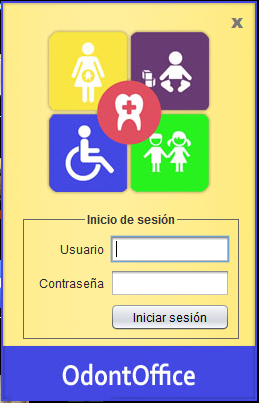 x
Inicio de sesión
Usuario
Contraseña
Iniciar sesión
OdontOffice